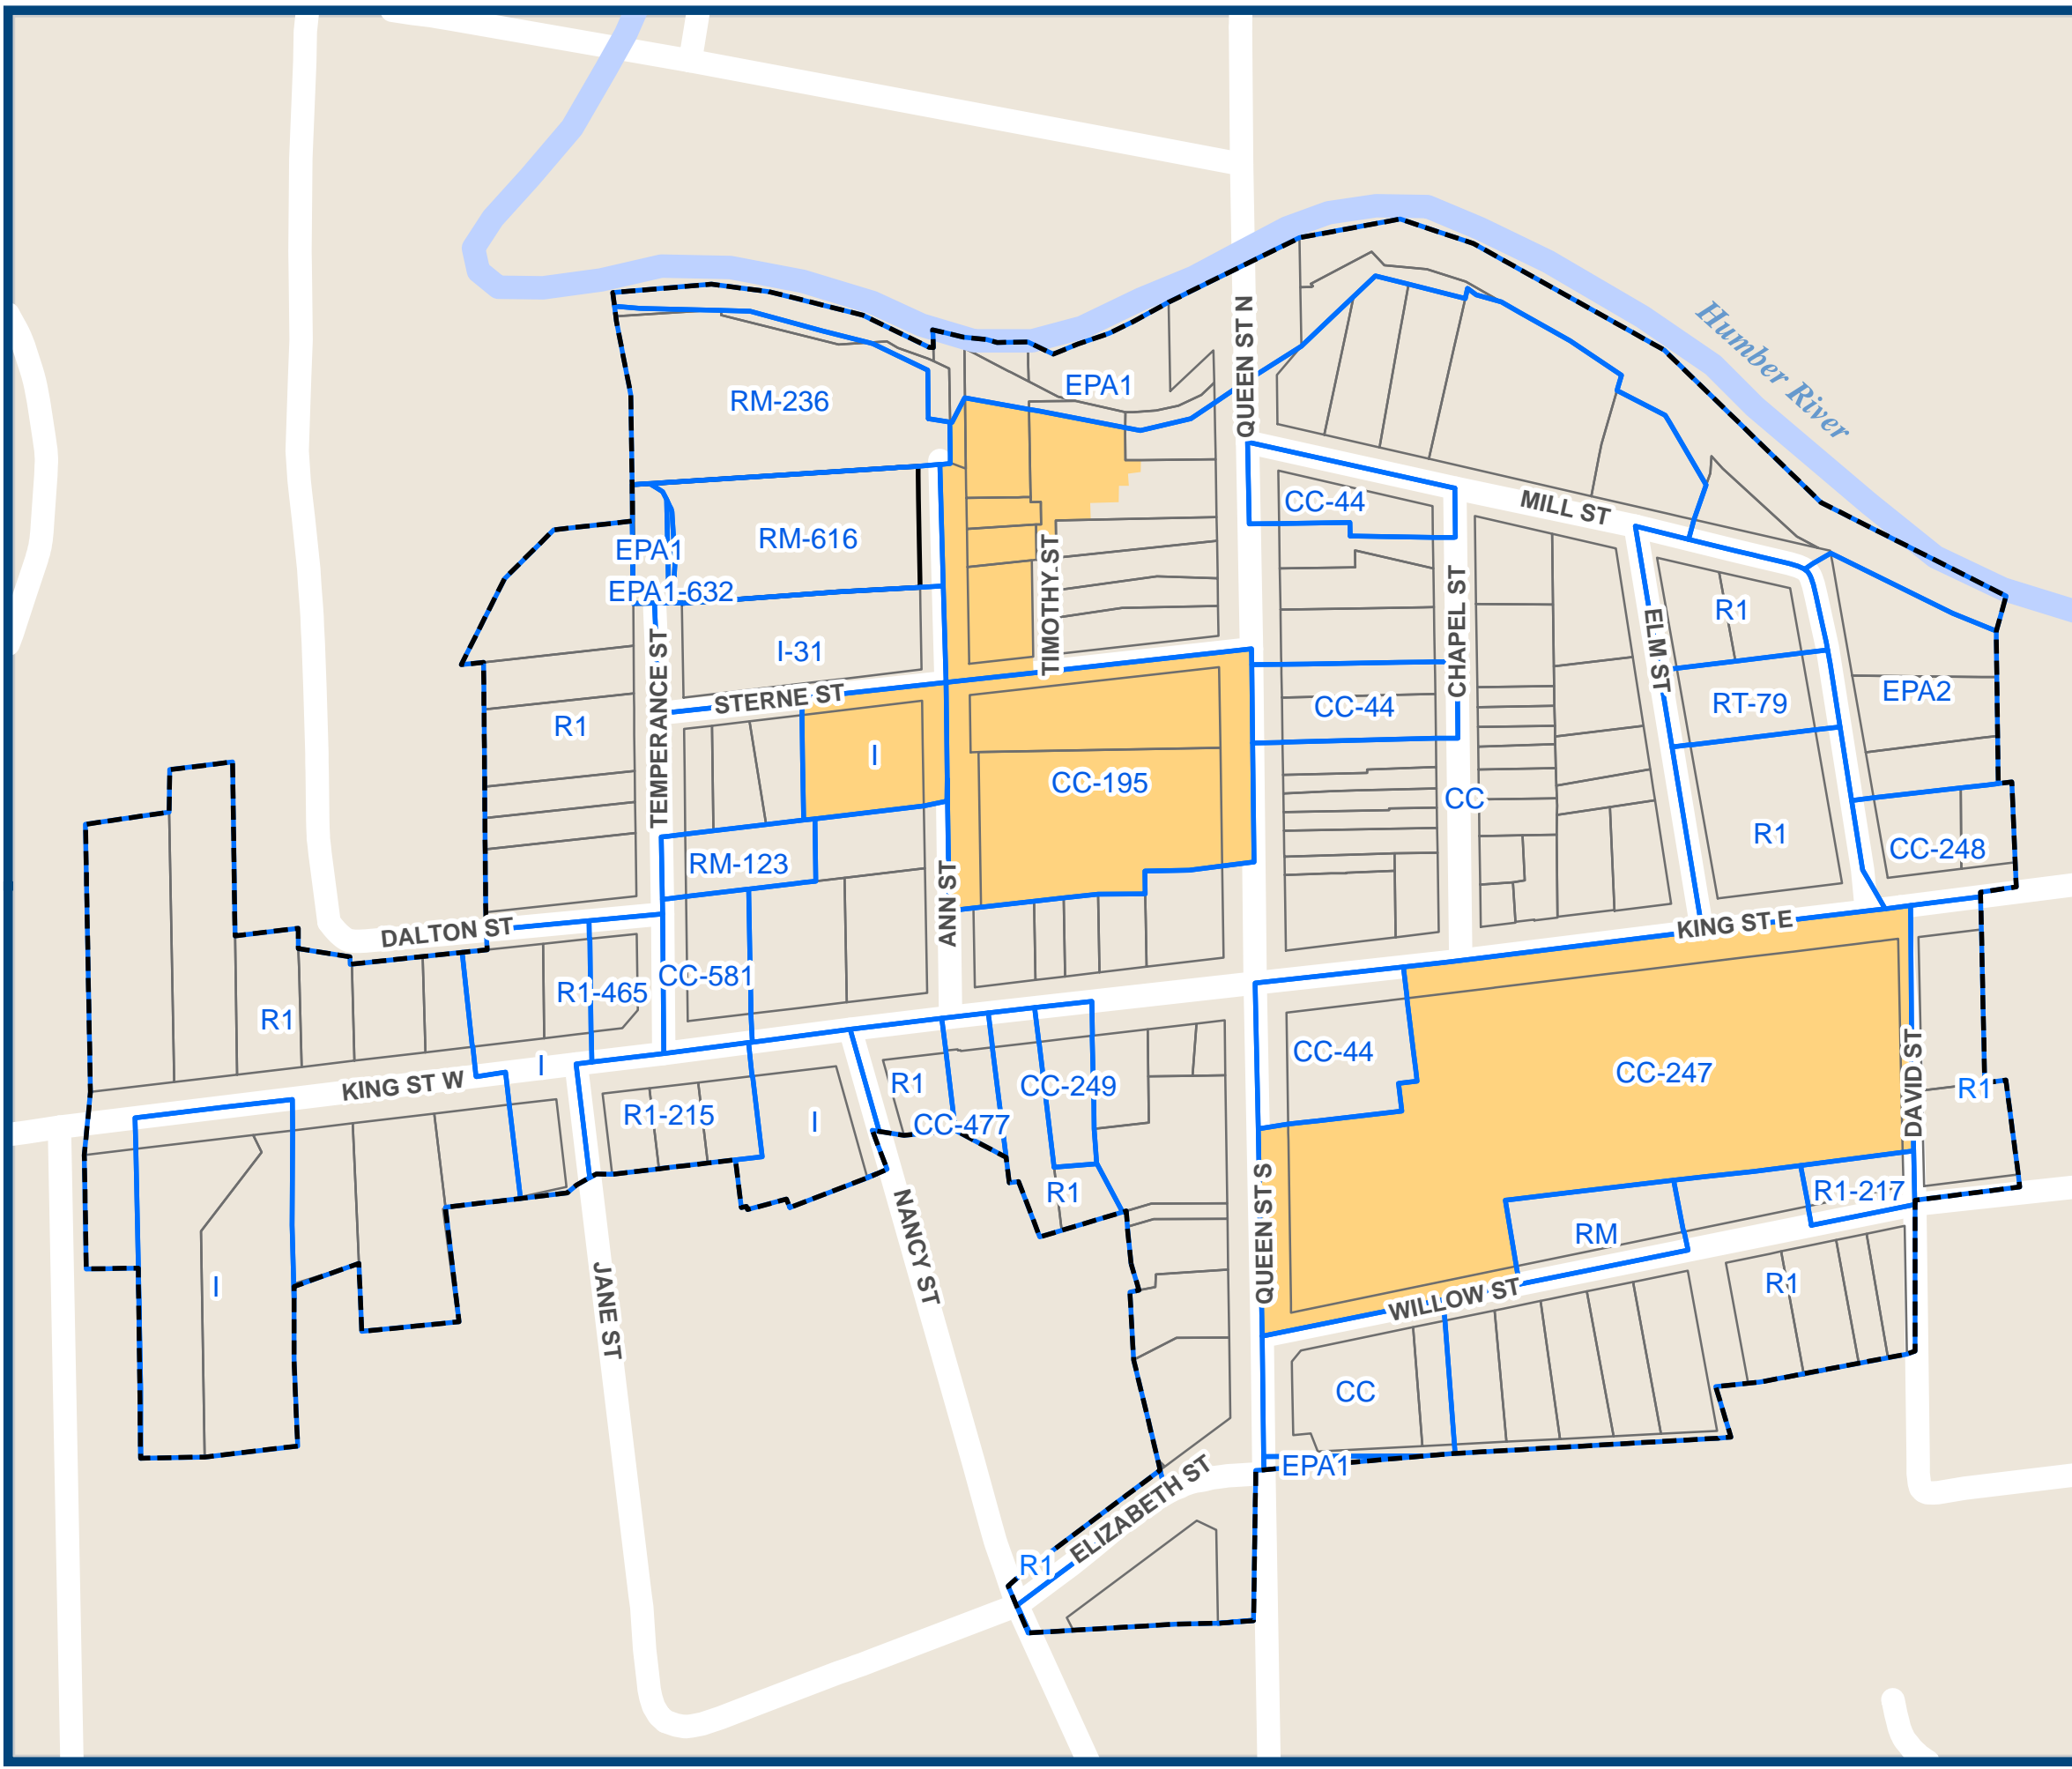 QUEEN ST N
Humber River
EPA1
RM-236
CC-44
MILL ST
RM-616
EPA1
EPA1-632
TIMOTHY ST
CHAPEL ST
ELM ST
R1
I-31
TEMPERANCE ST
STERNE ST
R1
I
CC-195
CC-44
RT-79
EPA2
CC
R1
CC-248
RM-123
ANN ST
DALTON ST
KING ST E
R1-465
CC-581
R1
I
KING ST W
R1-215
I
R1
CC-477
CC-249
R1
CC-44
CC-247
DAVID ST
R1
R1-217
RM
QUEEN ST S
WILLOW ST
R1
I
JANE ST
NANCY ST
CC
EPA1
ELIZABETH ST
R1